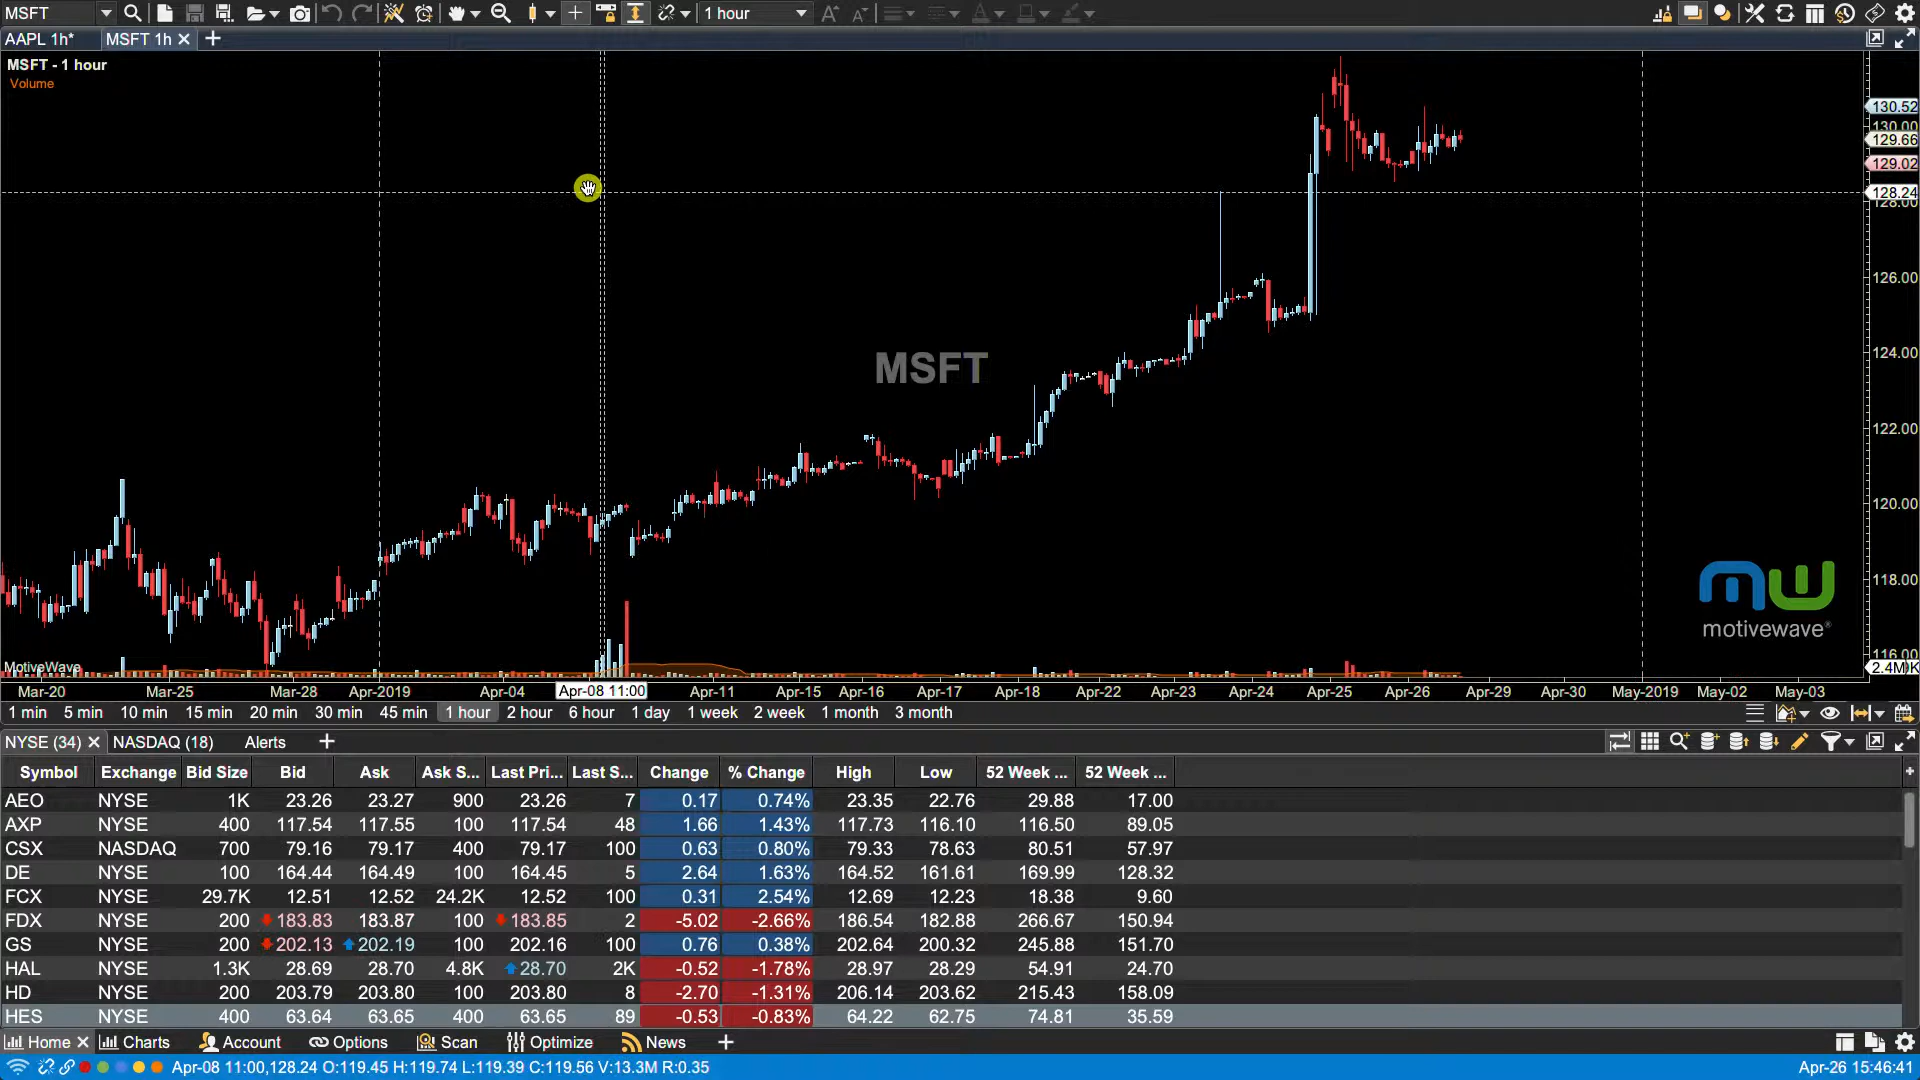 MSFT 1 hour
AAPL 1h* MSFT 1h
MSFT - 1 hour
Volume
130.52
130.00
129.66
129.02
128.24
128.00
126.00
MSFT
124.00
122.00
120.00
118.00
motivewave®
116.00
MotiveWave
Mar-20 Mar-25 Mar-28 Apr-2019 Apr-04 Apr-08 11:00 Apr-11 Apr-15 Apr-16 Apr-17 Apr-18 Apr-22 Apr-23 Apr-24 Apr-25 Apr-26 Apr-29 Apr-30 May-2019 May-02 May-03
1 min 5 min 10 min 15 min 20 min 30 min 45 min 1 hour 2 hour 6 hour 1 day 1 week 2 week 1 month 3 month
NYSE (34) NASDAQ (18) Alerts
Symbol Exchange Bid Size Bid Ask Ask S... Last Pri... Last S... Change % Change High Low 52 Week ... 52 Week ...
AEO NYSE 1K 23.26 23.27 900 23.26 7 0.17 0.74% 23.35 22.76 29.88 17.00
AXP NYSE 400 117.54 117.55 100 117.54 48 1.66 1.43% 117.73 116.10 116.50 89.05
CSX NASDAQ 700 79.16 79.17 400 79.17 100 0.63 0.80% 79.33 78.63 80.51 57.97
DE NYSE 100 164.44 164.49 100 164.45 5 2.64 1.63% 164.52 161.61 169.99 128.32
FCX NYSE 29.7K 12.51 12.52 24.2K 12.52 100 0.31 2.54% 12.69 12.23 18.38 9.60
FDX NYSE 200 183.83 183.87 100 183.85 2 -5.02 -2.66% 186.54 182.88 266.67 150.94
GS NYSE 200 202.13 202.19 100 202.16 100 0.76 0.38% 202.64 200.32 245.88 151.70
HAL NYSE 1.3K 28.69 28.70 4.8K 28.70 2K -0.52 -1.78% 28.97 28.29 54.91 24.70
HD NYSE 200 203.79 203.80 100 203.80 8 -2.70 -1.31% 206.14 203.62 215.43 158.09
HES NYSE 400 63.64 63.65 400 63.65 89 -0.53 -0.83% 64.22 62.75 74.81 35.59
Home Charts Account Options Scan Optimize News
Apr-08 11:00,128.24 O:119.45 H:119.74 L:119.39 C:119.56 V:13.3M R:0.35 Apr-26 15:46:41